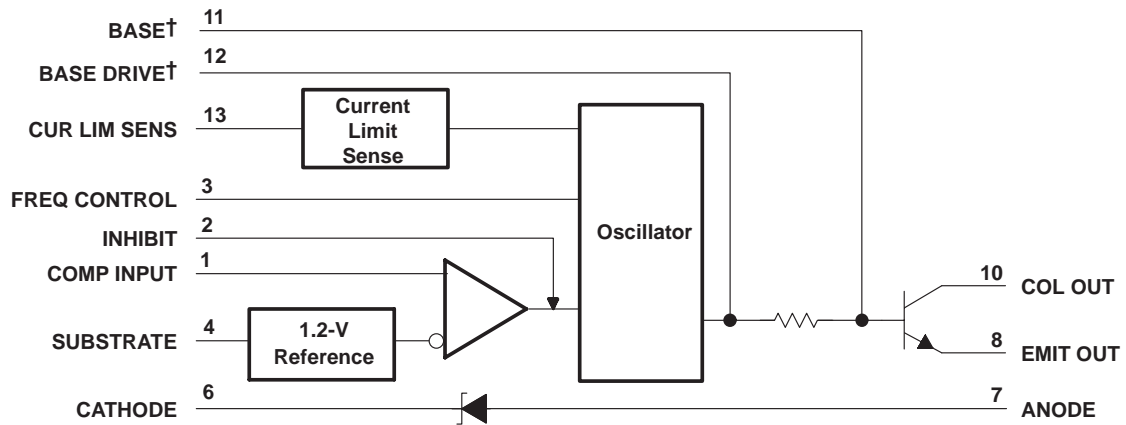 BASE† 11
BASE DRIVE† 12
CUR LIM SENS 13
Current
Limit
Sense
FREQ CONTROL 3
INHIBIT 2
COMP INPUT 1
Oscillator
SUBSTRATE 4
1.2-V
Reference
10 COL OUT
8 EMIT OUT
CATHODE 6
7 ANODE